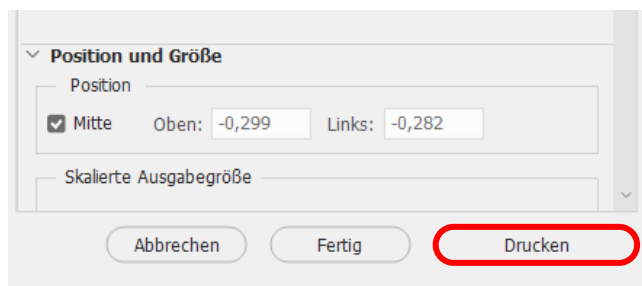 Position und Größe
Position
Mitte Oben: -0,299 Links: -0,282
Skalierte Ausgabegröße
Abbrechen Fertig Drucken